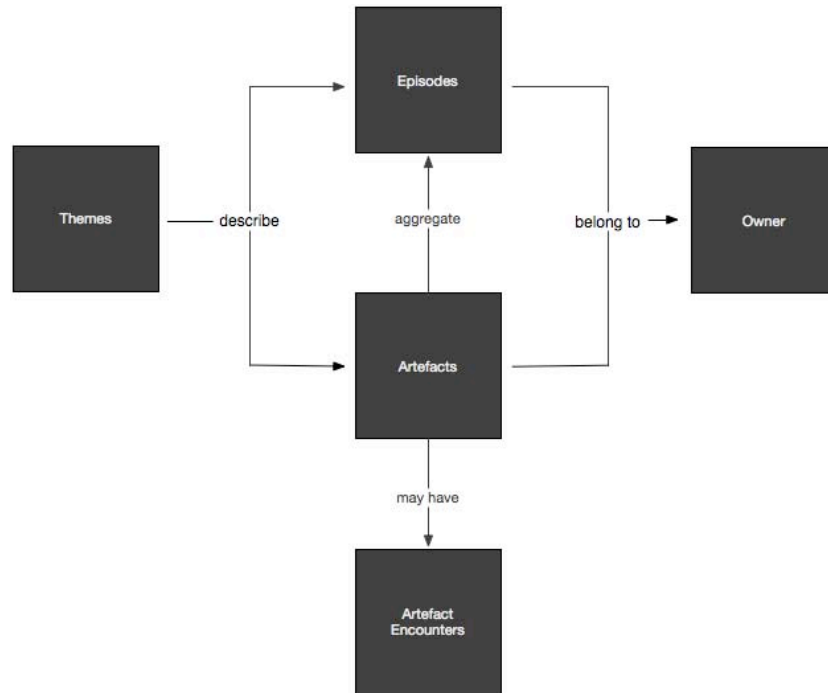 Episodes
Themes
describe
aggregate
belong to
Owner
Artefacts
may have
Artefact
Encounters